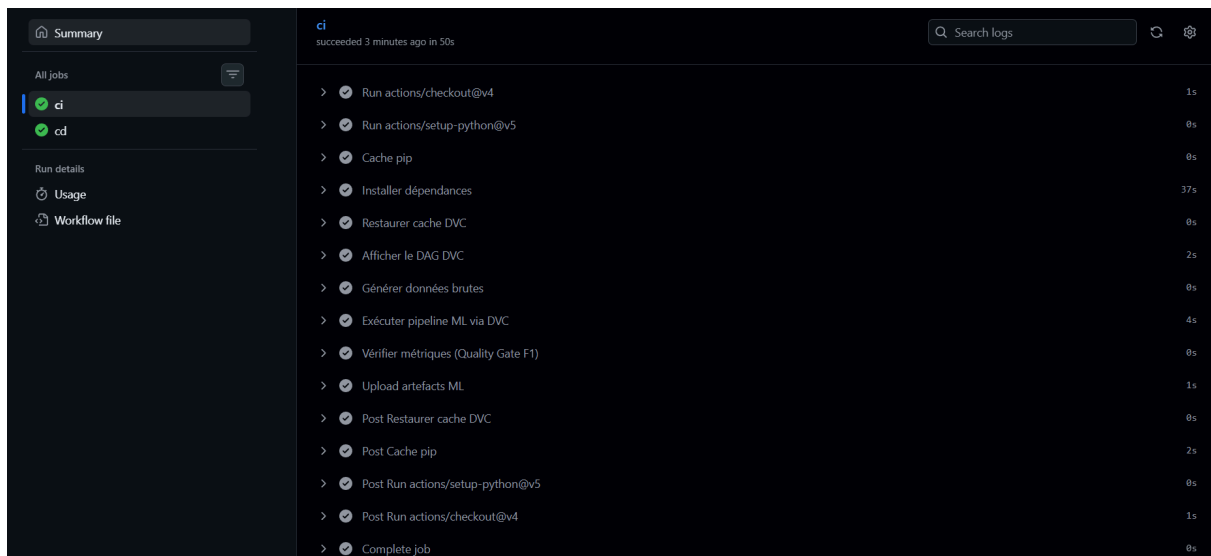 Summary
All jobs
ci
cd
Run details
Usage
Workflow file
ci
succeeded 3 minutes ago in 50s
Search logs
Run actions/checkout@v4 1s
Run actions/setup-python@v5 0s
Cache pip 0s
Installer dépendances 37s
Restaurer cache DVC 0s
Afficher le DAG DVC 2s
Générer données brutes 0s
Exécuter pipeline ML via DVC 4s
Vérifier métriques (Quality Gate F1) 0s
Upload artefacts ML 1s
Post Restaurer cache DVC 0s
Post Cache pip 2s
Post Run actions/setup-python@v5 0s
Post Run actions/checkout@v4 1s
Complete job 0s